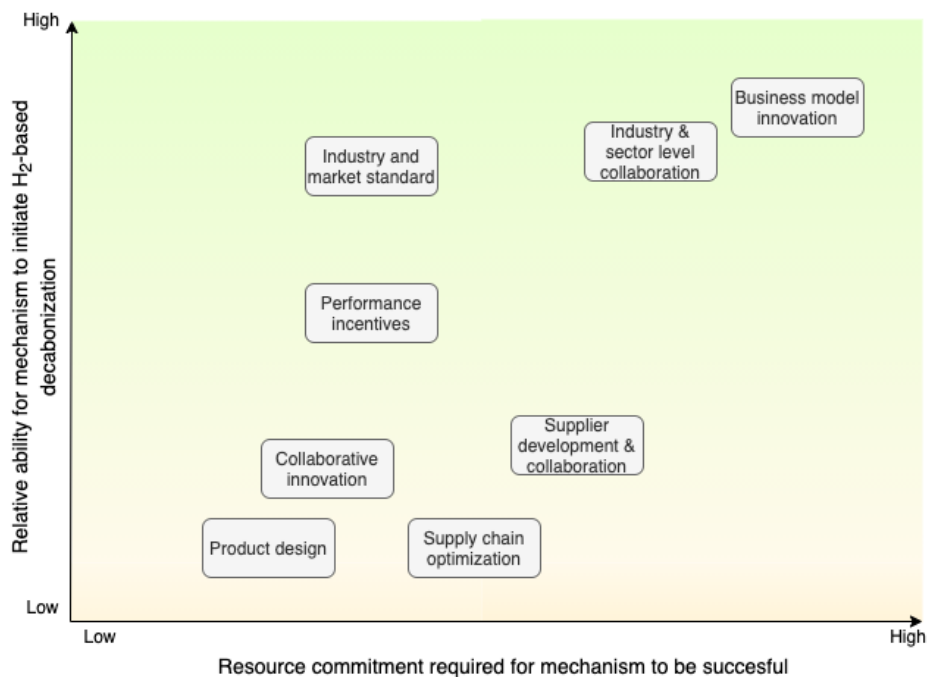 High
Relative ability for mechanism to initiate H₂-based
decabonization
Business model
innovation
Industry &
sector level
collaboration
Industry and
market standard
Performance
incentives
Supplier
development &
collaboration
Collaborative
innovation
Product design
Supply chain
optimization
Low
Low
High
Resource commitment required for mechanism to be succesful